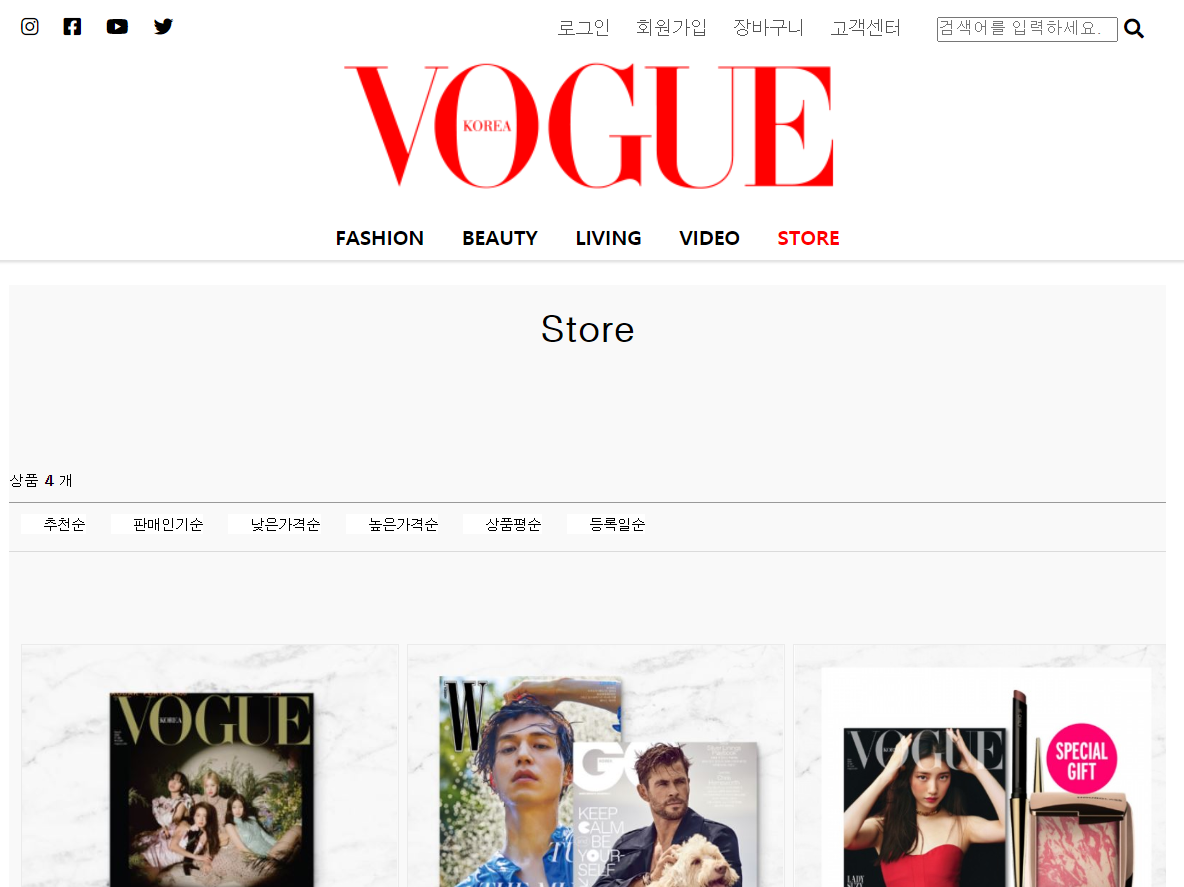 로그인 회원가입 장바구니 고객센터 검색어를 입력하세요.
VOGUE
KOREA
FASHION BEAUTY LIVING VIDEO STORE
Store
상품 4 개
추천순 판매인기순 낮은가격순 높은가격순 상품평순 등록일순
VOGUE
KOREA
W
GQ
KEEP
CALM
& BE
YOUR-
SELF
VOGUE
KOREA
SPECIAL
GIFT
LADY
SUZY